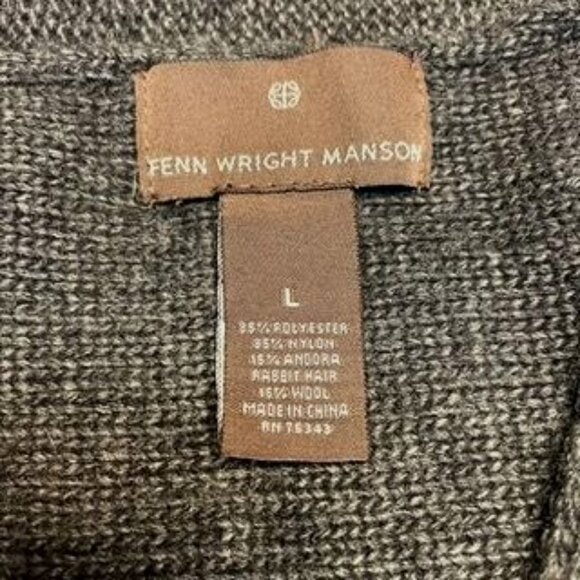 FENN WRIGHT MANSON
L
35% POLYESTER
35% NYLON
15% ANGORA
RABBIT HAIR
15% WOOL
MADE IN CHINA
RN 76343